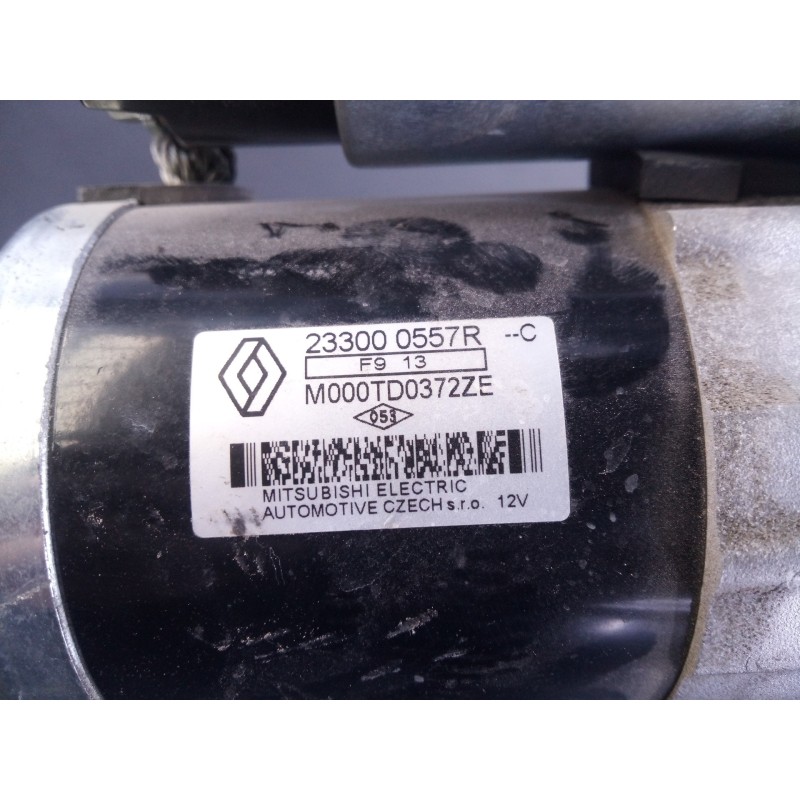 23300 0557R --C
F9 13
M000TD0372ZE
053
MITSUBISHI ELECTRIC
AUTOMOTIVE CZECH s.r.o. 12V